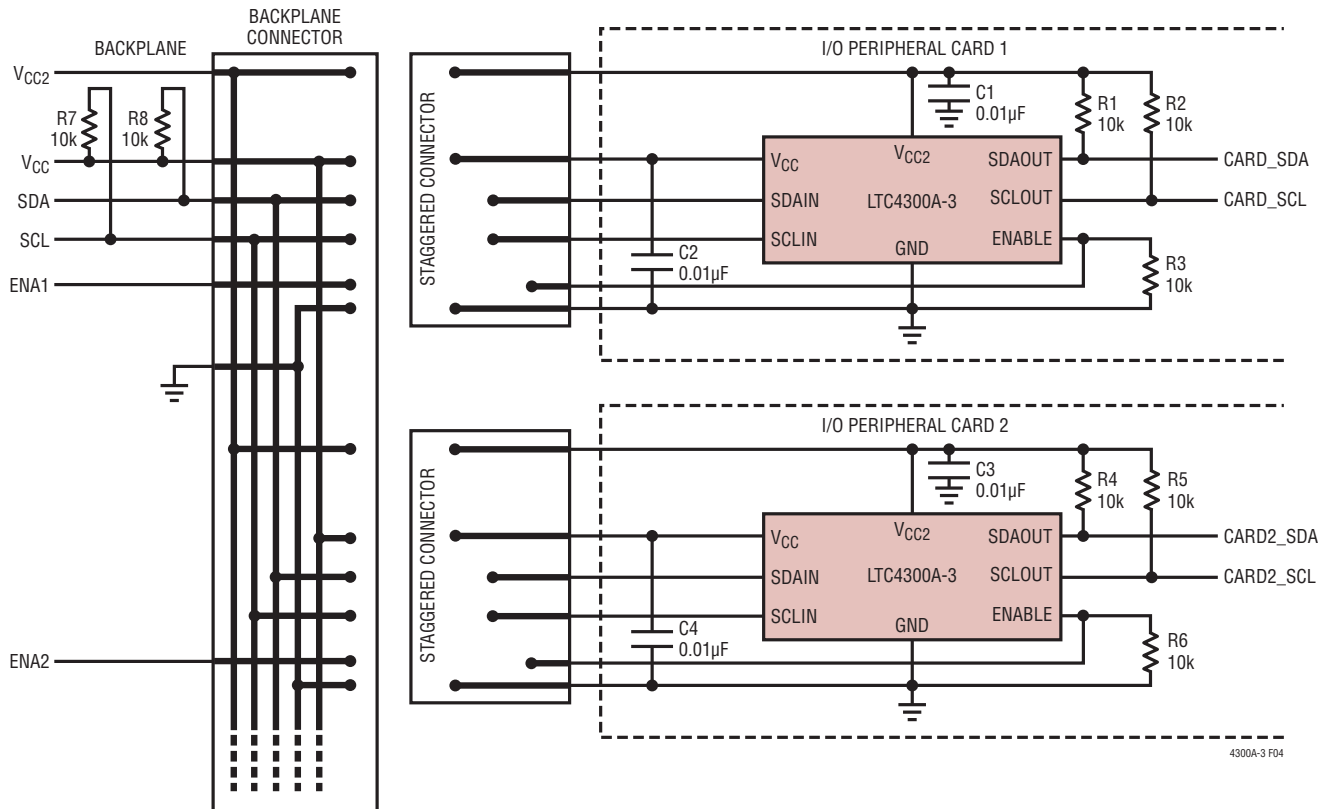 BACKPLANE
CONNECTOR
BACKPLANE
VCC2
R7
10k
R8
10k
VCC
SDA
SCL
ENA1
ENA2
STAGGERED CONNECTOR
I/O PERIPHERAL CARD 1
C1
0.01µF
R1
10k
R2
10k
VCC
VCC2
SDAOUT
CARD_SDA
SDAIN
LTC4300A-3
SCLOUT
CARD_SCL
SCLIN
GND
ENABLE
C2
0.01µF
R3
10k
STAGGERED CONNECTOR
I/O PERIPHERAL CARD 2
C3
0.01µF
R4
10k
R5
10k
VCC
VCC2
SDAOUT
CARD2_SDA
SDAIN
LTC4300A-3
SCLOUT
CARD2_SCL
SCLIN
GND
ENABLE
C4
0.01µF
R6
10k
4300A-3 F04